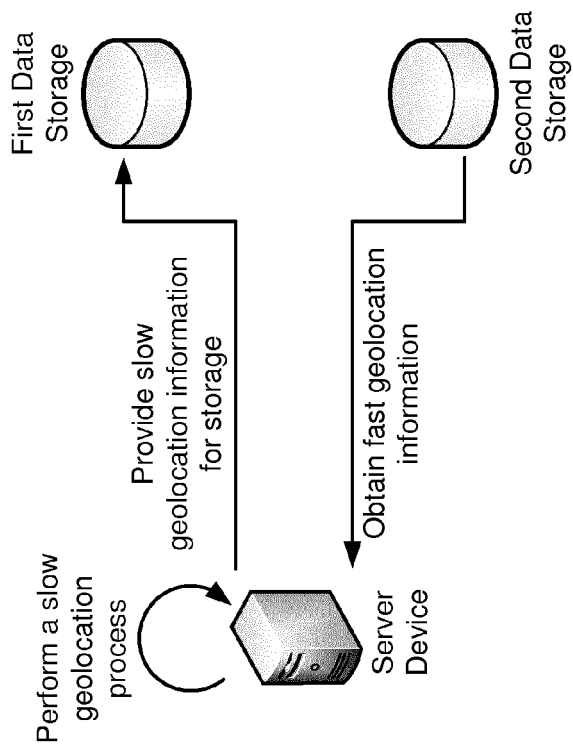 Perform a slow
geolocation
process
Server
Device
Provide slow
geolocation information
for storage
Obtain fast geolocation
information
First Data
Storage
Second Data
Storage